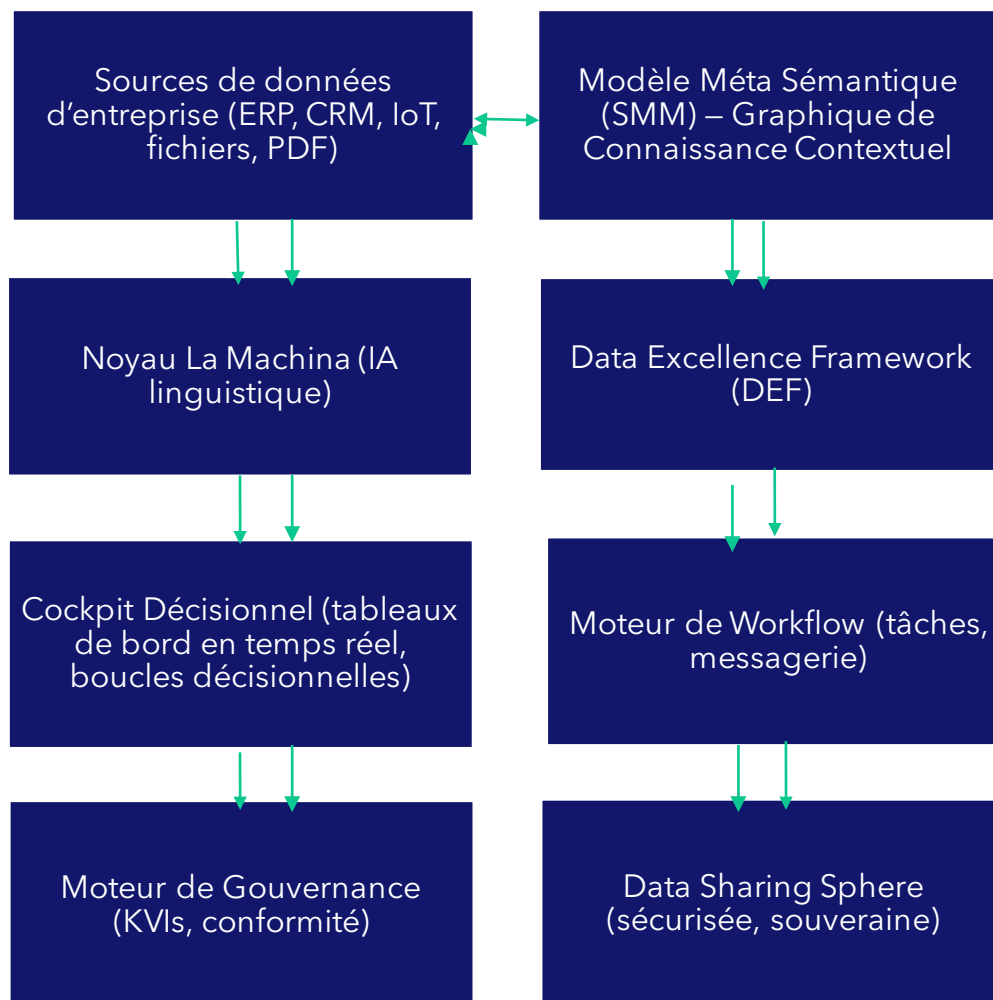 Sources de données
d’entreprise (ERP, CRM, IoT,
fichiers, PDF)
Modèle Méta Sémantique
(SMM) – Graphique de
Connaissance Contextuel
Noyau La Machina (IA
linguistique)
Data Excellence Framework
(DEF)
Cockpit Décisionnel (tableaux
de bord en temps réel,
boucles décisionnelles)
Moteur de Workflow (tâches,
messagerie)
Moteur de Gouvernance
(KVIs, conformité)
Data Sharing Sphere
(sécurisée, souveraine)